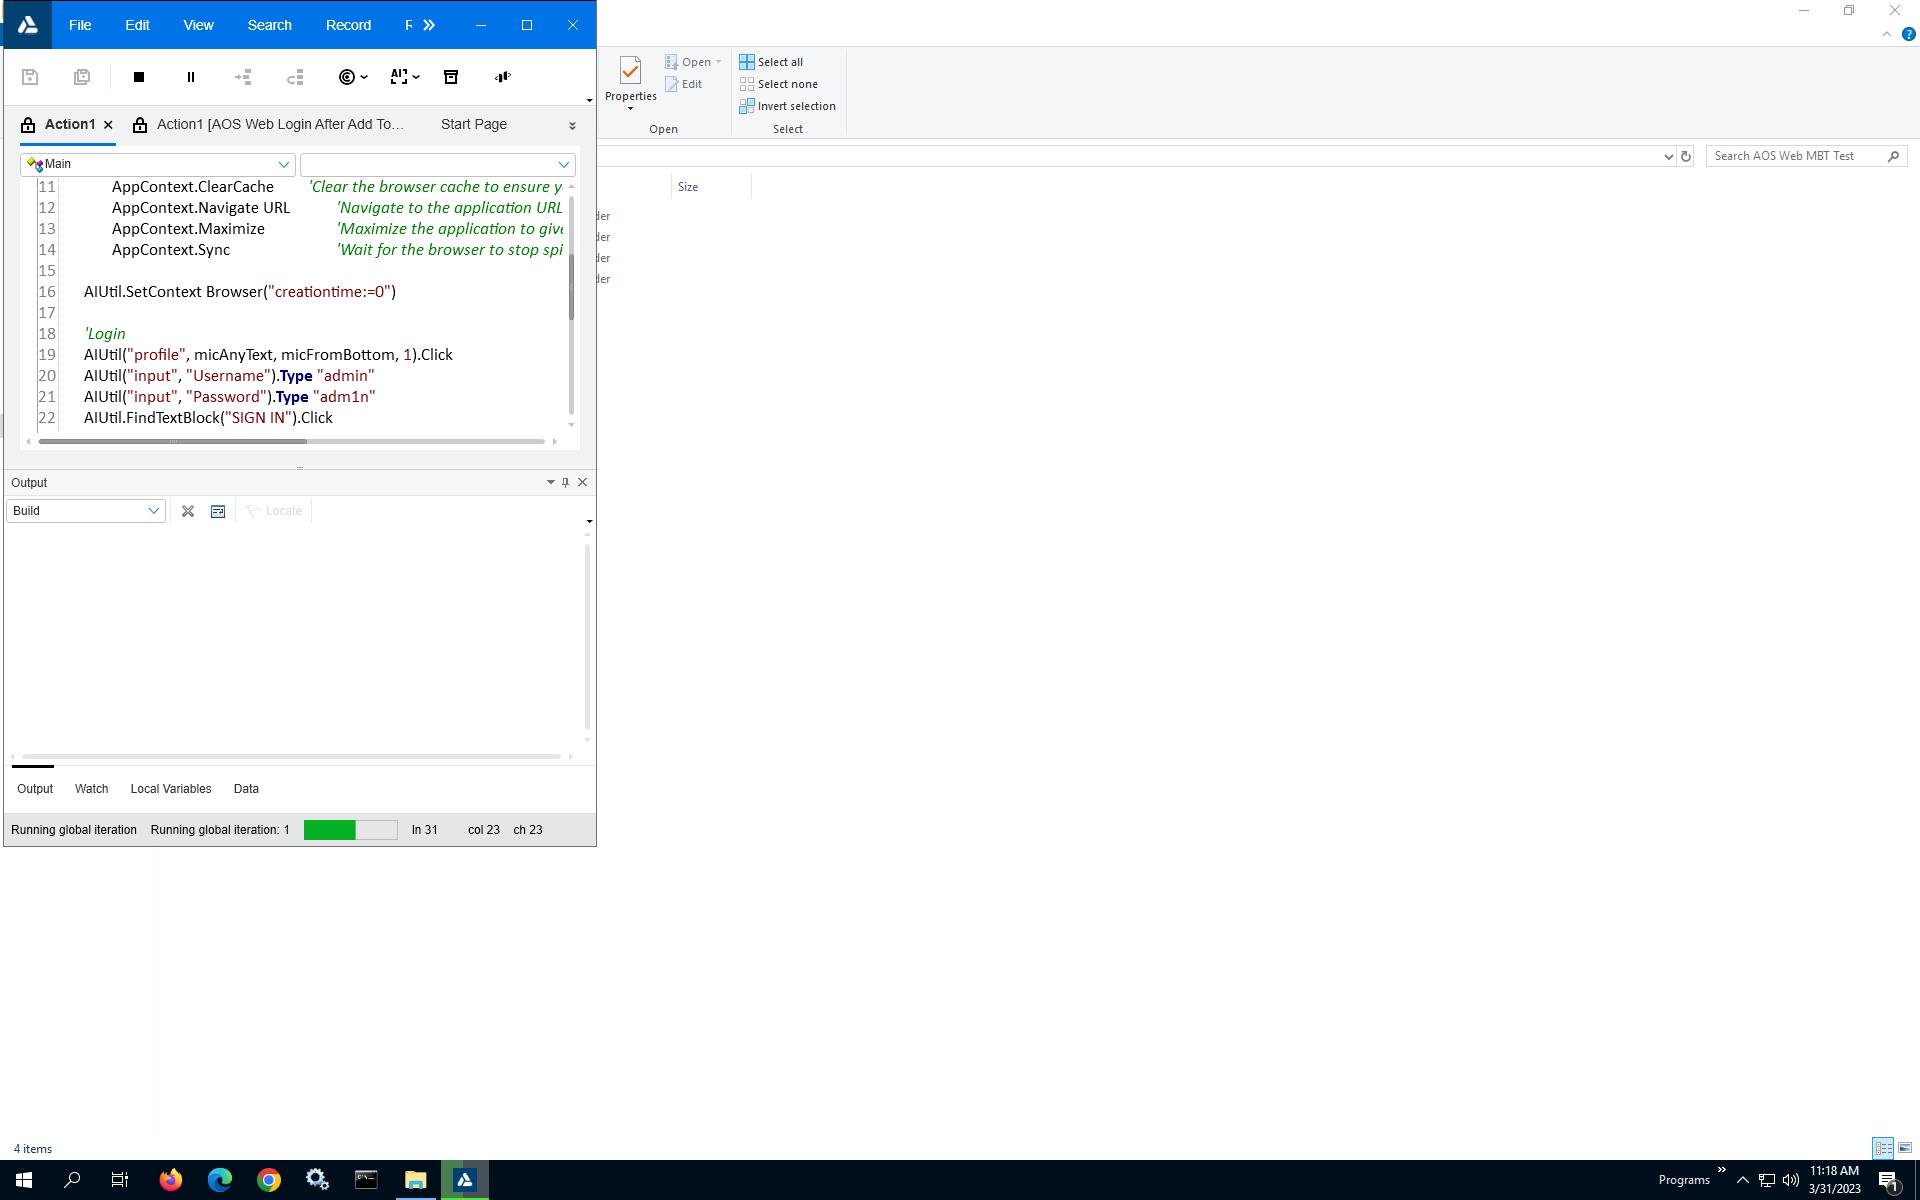 File Edit View Search Record
Properties
Open
Edit
Open
Select all
Select none
Invert selection
Select
Action1
Action1 [AOS Web Login After Add To...
Start Page
Search AOS Web MBT Test
Main
Size
11 AppContext.ClearCache 'Clear the browser cache to ensure y
12 AppContext.Navigate URL 'Navigate to the application URL
13 AppContext.Maximize 'Maximize the application to give
14 AppContext.Sync 'Wait for the browser to stop spi
15
16 AIUtil.SetContext Browser("creationtime:=0")
17
18 'Login
19 AIUtil("profile", micAnyText, micFromBottom, 1).Click
20 AIUtil("input", "Username").Type "admin"
21 AIUtil("input", "Password").Type "adm1n"
22 AIUtil.FindTextBlock("SIGN IN").Click
der
der
der
der
Output
Build
Locate
Output Watch Local Variables Data
Running global iteration Running global iteration: 1 ln 31 col 23 ch 23
4 items
Programs
11:18 AM
3/31/2023
1